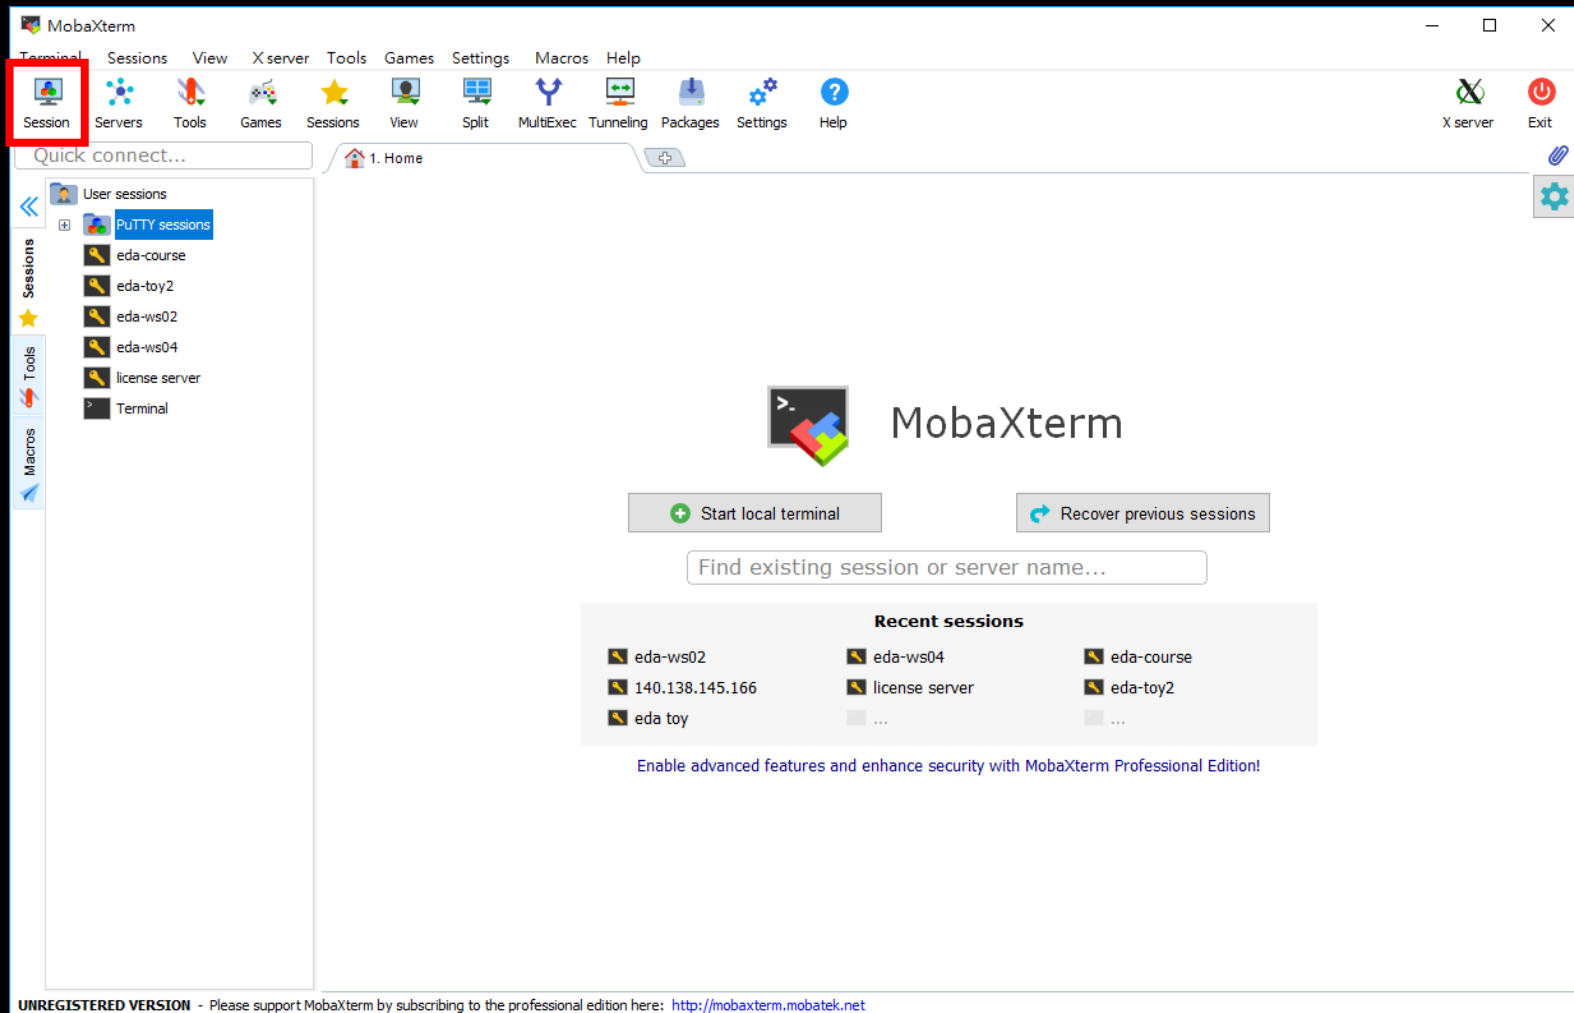 MobaXterm
Terminal Sessions View X server Tools Games Settings Macros Help
Session Servers Tools Games Sessions View Split MultiExec Tunneling Packages Settings Help X server Exit
Quick connect...
1. Home
User sessions
PuTTY sessions
eda-course
eda-toy2
eda-ws02
eda-ws04
license server
Terminal
Sessions
Tools
Macros
>_
MobaXterm
Start local terminal
Recover previous sessions
Find existing session or server name...
Recent sessions
eda-ws02 eda-ws04 eda-course
140.138.145.166 license server eda-toy2
eda toy ... ...
Enable advanced features and enhance security with MobaXterm Professional Edition!
UNREGISTERED VERSION - Please support MobaXterm by subscribing to the professional edition here: http://mobaxterm.mobatek.net